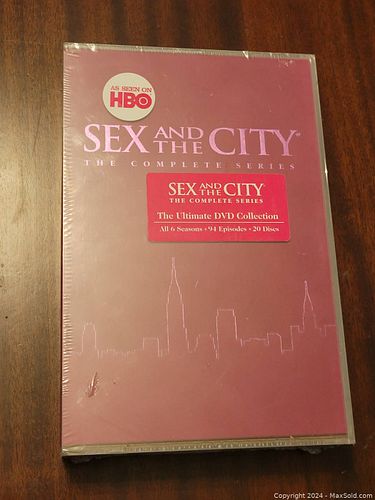 AS SEEN ON
HBO
SEX AND THE CITY®
THE COMPLETE SERIES
SEX AND THE CITY
THE COMPLETE SERIES
The Ultimate DVD Collection
All 6 Seasons • 94 Episodes • 20 Discs
Copyright 2024 - MaxSold.com